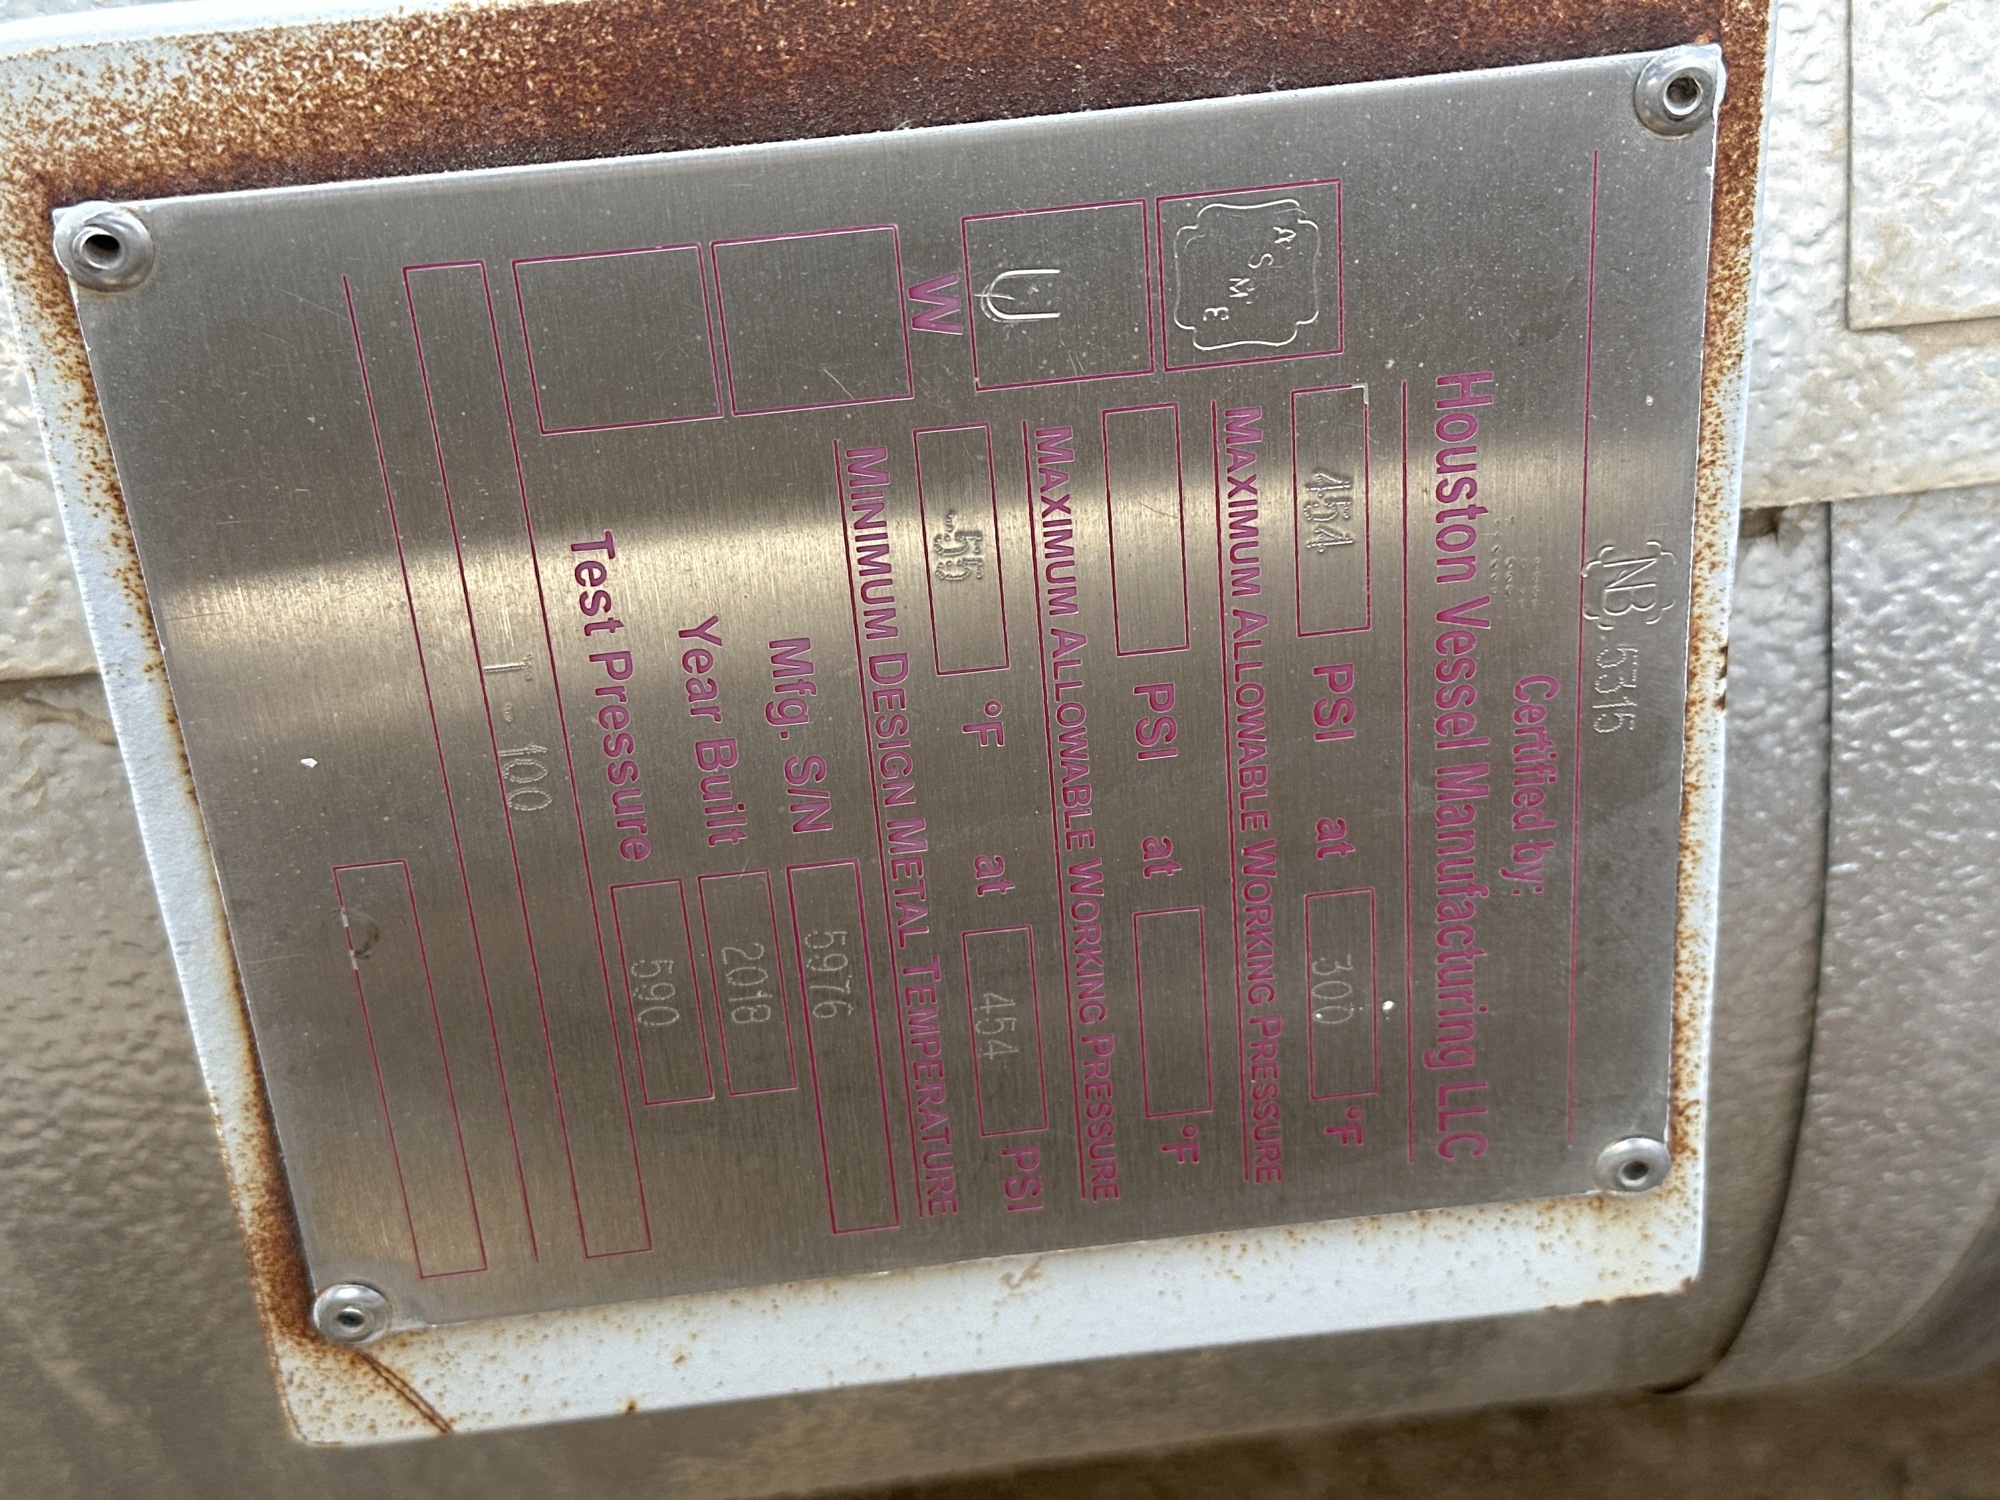 NB 5315
Certified by:
Houston Vessel Manufacturing LLC
ASME
454 PSI at 300 °F
MAXIMUM ALLOWABLE WORKING PRESSURE
U
PSI at °F
MAXIMUM ALLOWABLE WORKING PRESSURE
W
°F at 454 PSI
MINIMUM DESIGN METAL TEMPERATURE
Mfg. S/N 5976
Year Built 2018
Test Pressure 590
T-100